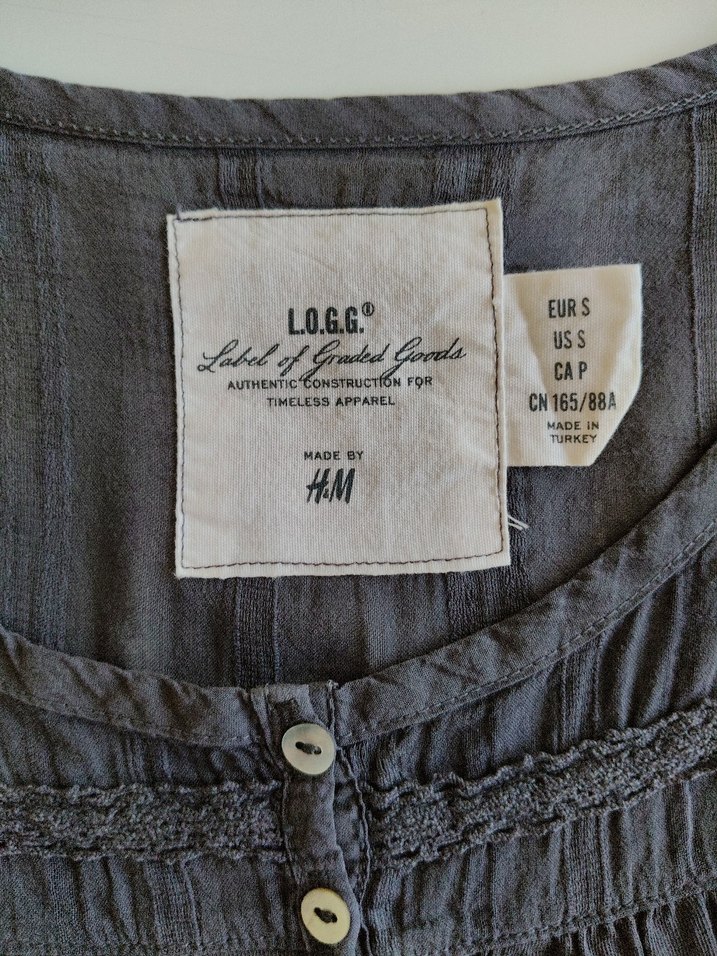 L.O.G.G.®
Label of Graded Goods
AUTHENTIC CONSTRUCTION FOR
TIMELESS APPAREL
MADE BY
H&M
EUR S
US S
CA P
CN 165/88A
MADE IN
TURKEY